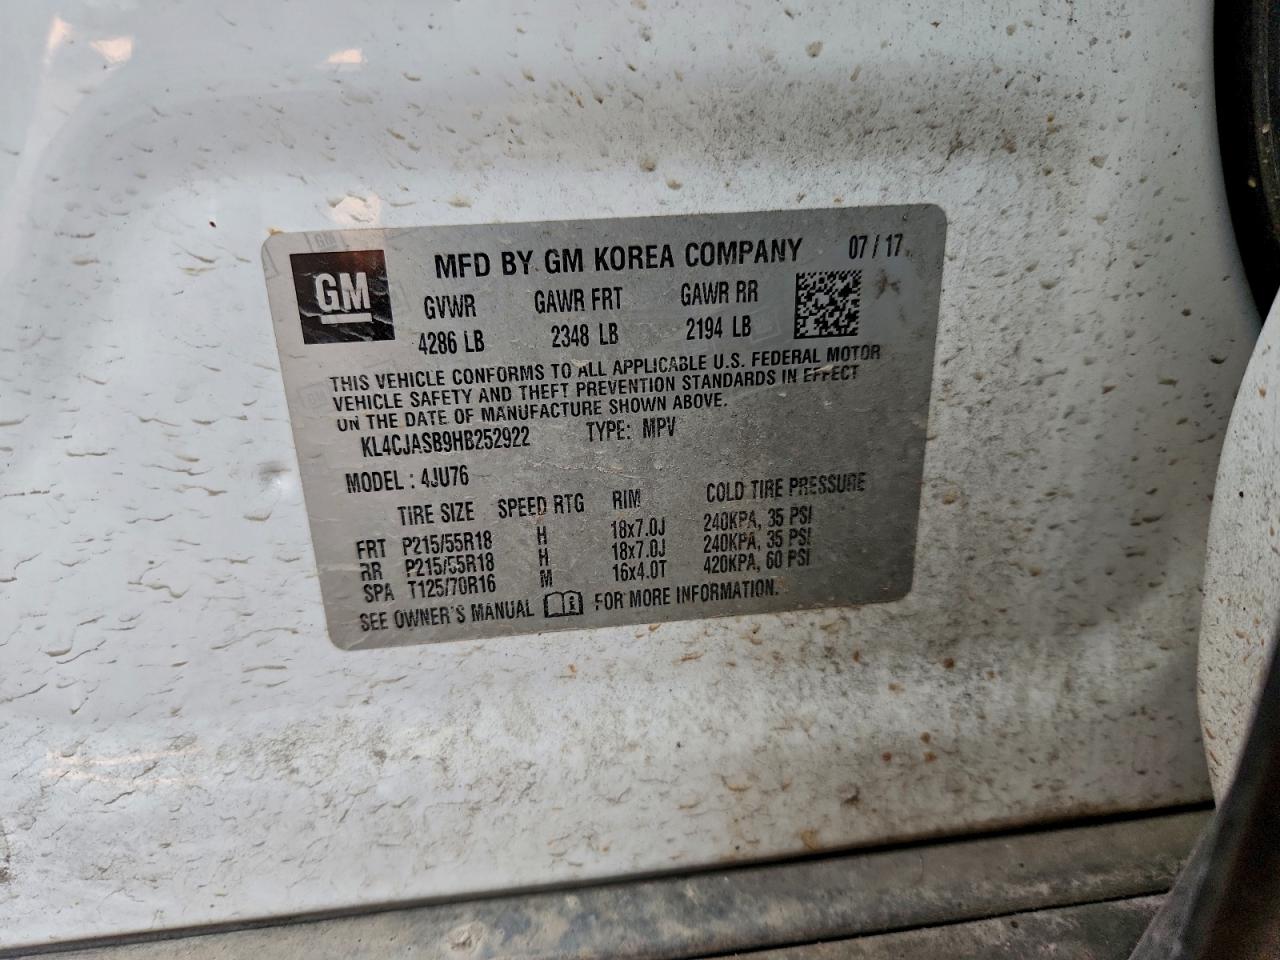 GM
MFD BY GM KOREA COMPANY 07 / 17
GVWR GAWR FRT GAWR RR
4286 LB 2348 LB 2194 LB
THIS VEHICLE CONFORMS TO ALL APPLICABLE U.S. FEDERAL MOTOR
VEHICLE SAFETY AND THEFT PREVENTION STANDARDS IN EFFECT
ON THE DATE OF MANUFACTURE SHOWN ABOVE.
KL4CJASB9HB252922 TYPE: MPV
MODEL : 4JU76
TIRE SIZE SPEED RTG RIM COLD TIRE PRESSURE
FRT P215/55R18 H 18x7.0J 240KPA, 35 PSI
RR P215/55R18 H 18x7.0J 240KPA, 35 PSI
SPA T125/70R16 M 16x4.0T 420KPA, 60 PSI
SEE OWNER'S MANUAL FOR MORE INFORMATION.